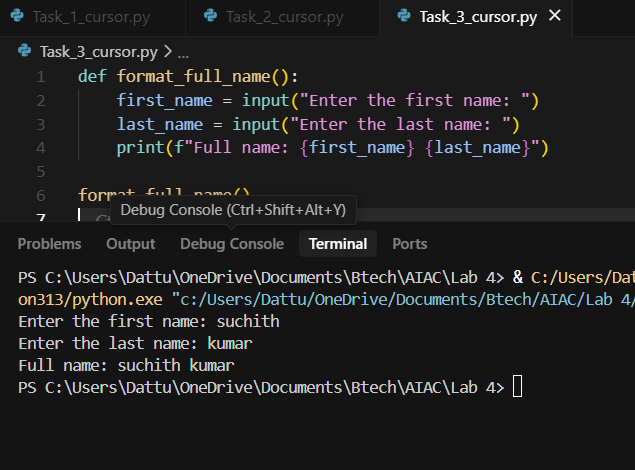 Task_1_cursor.py Task_2_cursor.py Task_3_cursor.py
Task_3_cursor.py > ...
1 def format_full_name():
2 first_name = input("Enter the first name: ")
3 last_name = input("Enter the last name: ")
4 print(f"Full name: {first_name} {last_name}")
5
6 format_full_name()
7
Debug Console (Ctrl+Shift+Alt+Y)
Problems Output Debug Console Terminal Ports
PS C:\Users\Dattu\OneDrive\Documents\Btech\AIAC\Lab 4> & C:/Users/Dat
on313/python.exe "c:/Users/Dattu/OneDrive/Documents/Btech/AIAC/Lab 4/
Enter the first name: suchith
Enter the last name: kumar
Full name: suchith kumar
PS C:\Users\Dattu\OneDrive\Documents\Btech\AIAC\Lab 4>